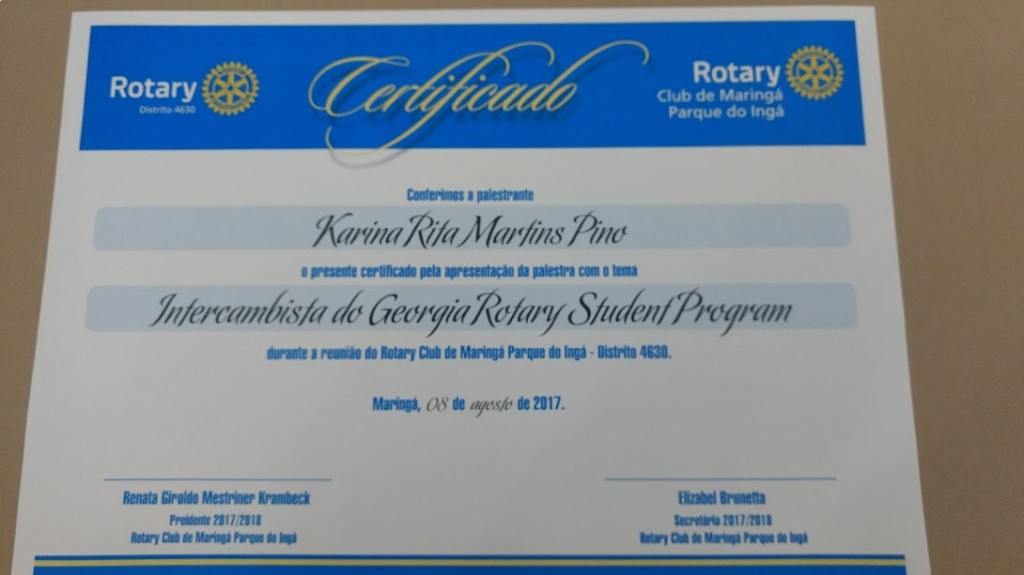 Rotary
Distrito 4630
Certificado
Rotary
Club de Maringá
Parque do Ingá
Conferimos a palestrante
Karina Rita Martins Pino
o presente certificado pela apresentação da palestra com o tema
Intercambista do Georgia Rotary Student Program
durante a reunião do Rotary Club de Maringá Parque do Ingá - Distrito 4630.
Maringá, 08 de agosto de 2017.
Renata Giroldo Mestriner Krambeck
Presidente 2017/2018
Rotary Club de Maringá Parque do Ingá
Elizabel Brunetta
Secretária 2017/2018
Rotary Club de Maringá Parque do Ingá